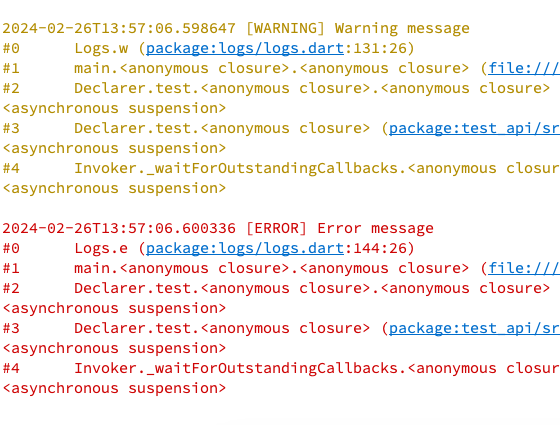 2024-02-26T13:57:06.598647 [WARNING] Warning message
#0      Logs.w (package:logs/logs.dart:131:26)
#1      main.<anonymous closure>.<anonymous closure> (file:///
#2      Declarer.test.<anonymous closure>.<anonymous closure>
<asynchronous suspension>
#3      Declarer.test.<anonymous closure> (package:test_api/sr
<asynchronous suspension>
#4      Invoker._waitForOutstandingCallbacks.<anonymous closur
<asynchronous suspension>

2024-02-26T13:57:06.600336 [ERROR] Error message
#0      Logs.e (package:logs/logs.dart:144:26)
#1      main.<anonymous closure>.<anonymous closure> (file:///
#2      Declarer.test.<anonymous closure>.<anonymous closure>
<asynchronous suspension>
#3      Declarer.test.<anonymous closure> (package:test_api/sr
<asynchronous suspension>
#4      Invoker._waitForOutstandingCallbacks.<anonymous closur
<asynchronous suspension>